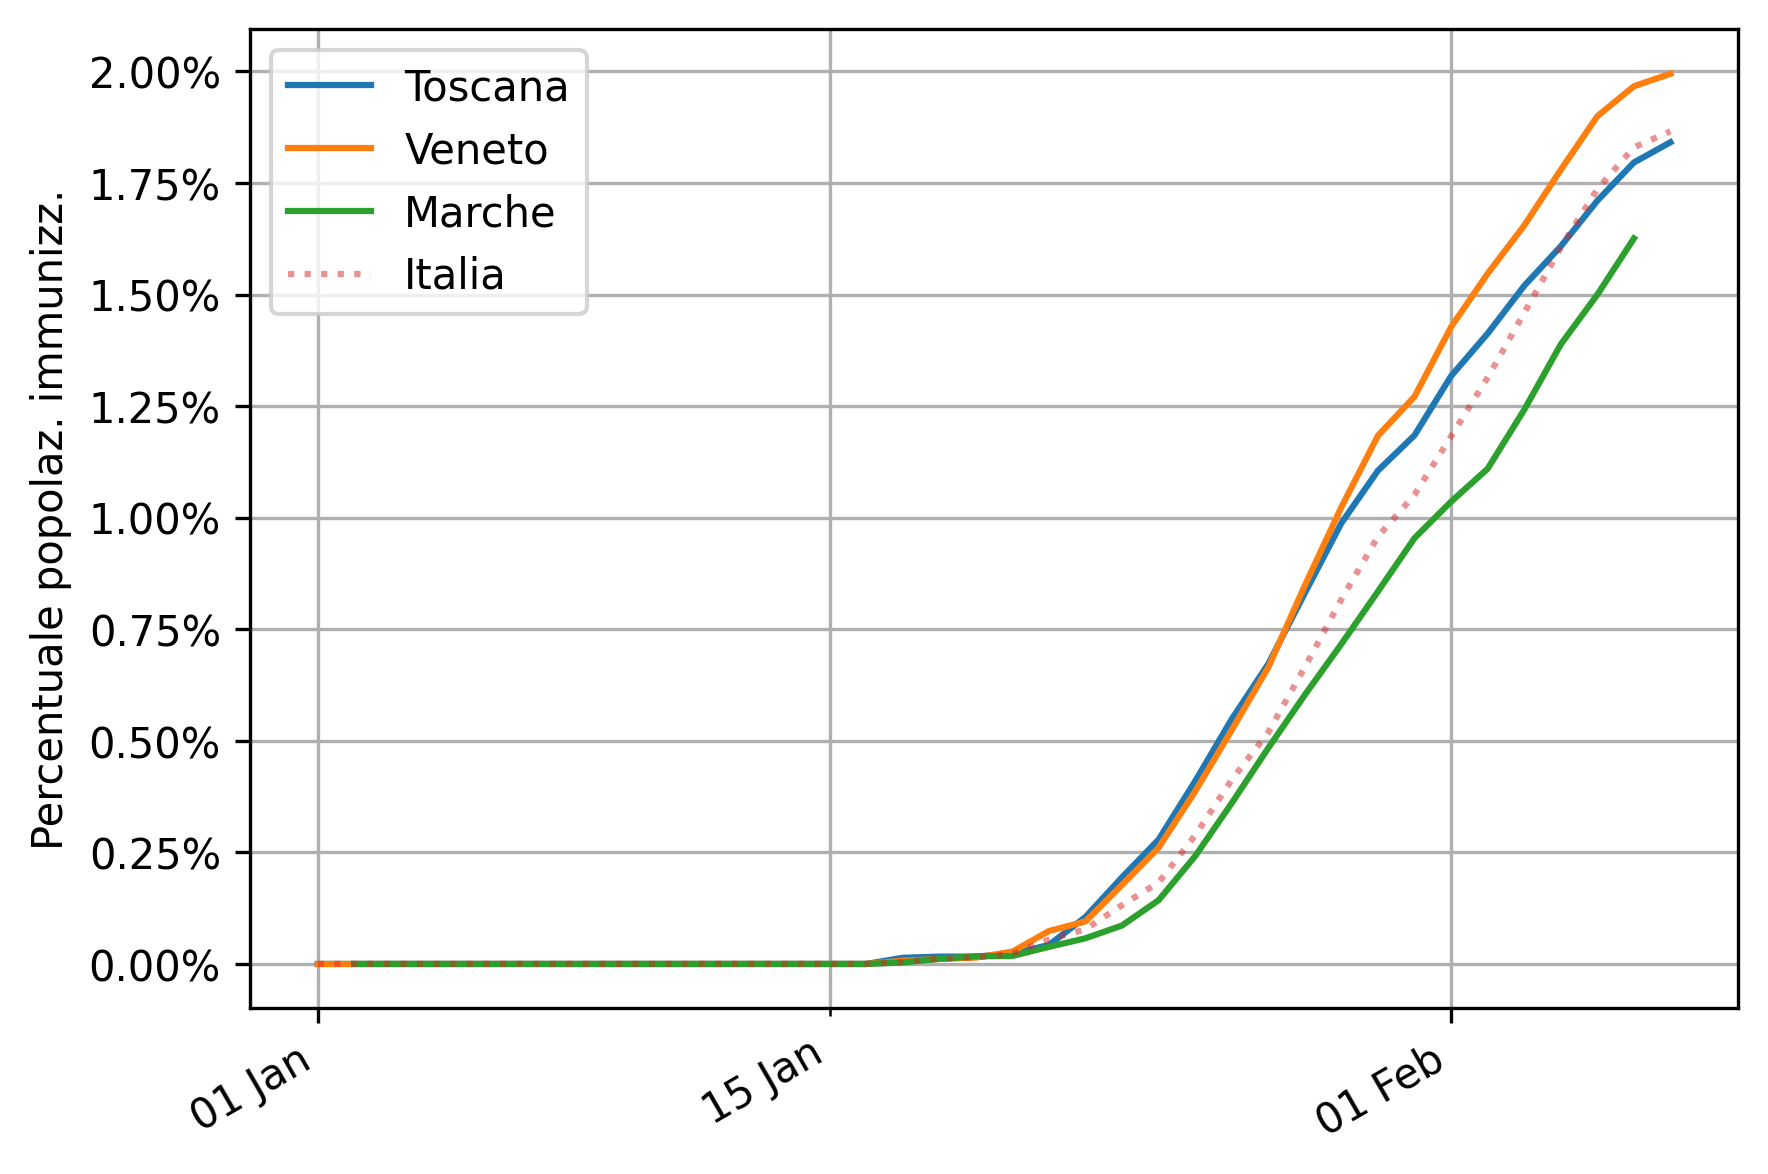 Toscana
Veneto
Marche
Italia
Percentuale popolaz. immunizz.
2.00%
1.75%
1.50%
1.25%
1.00%
0.75%
0.50%
0.25%
0.00%
01 Jan
15 Jan
01 Feb